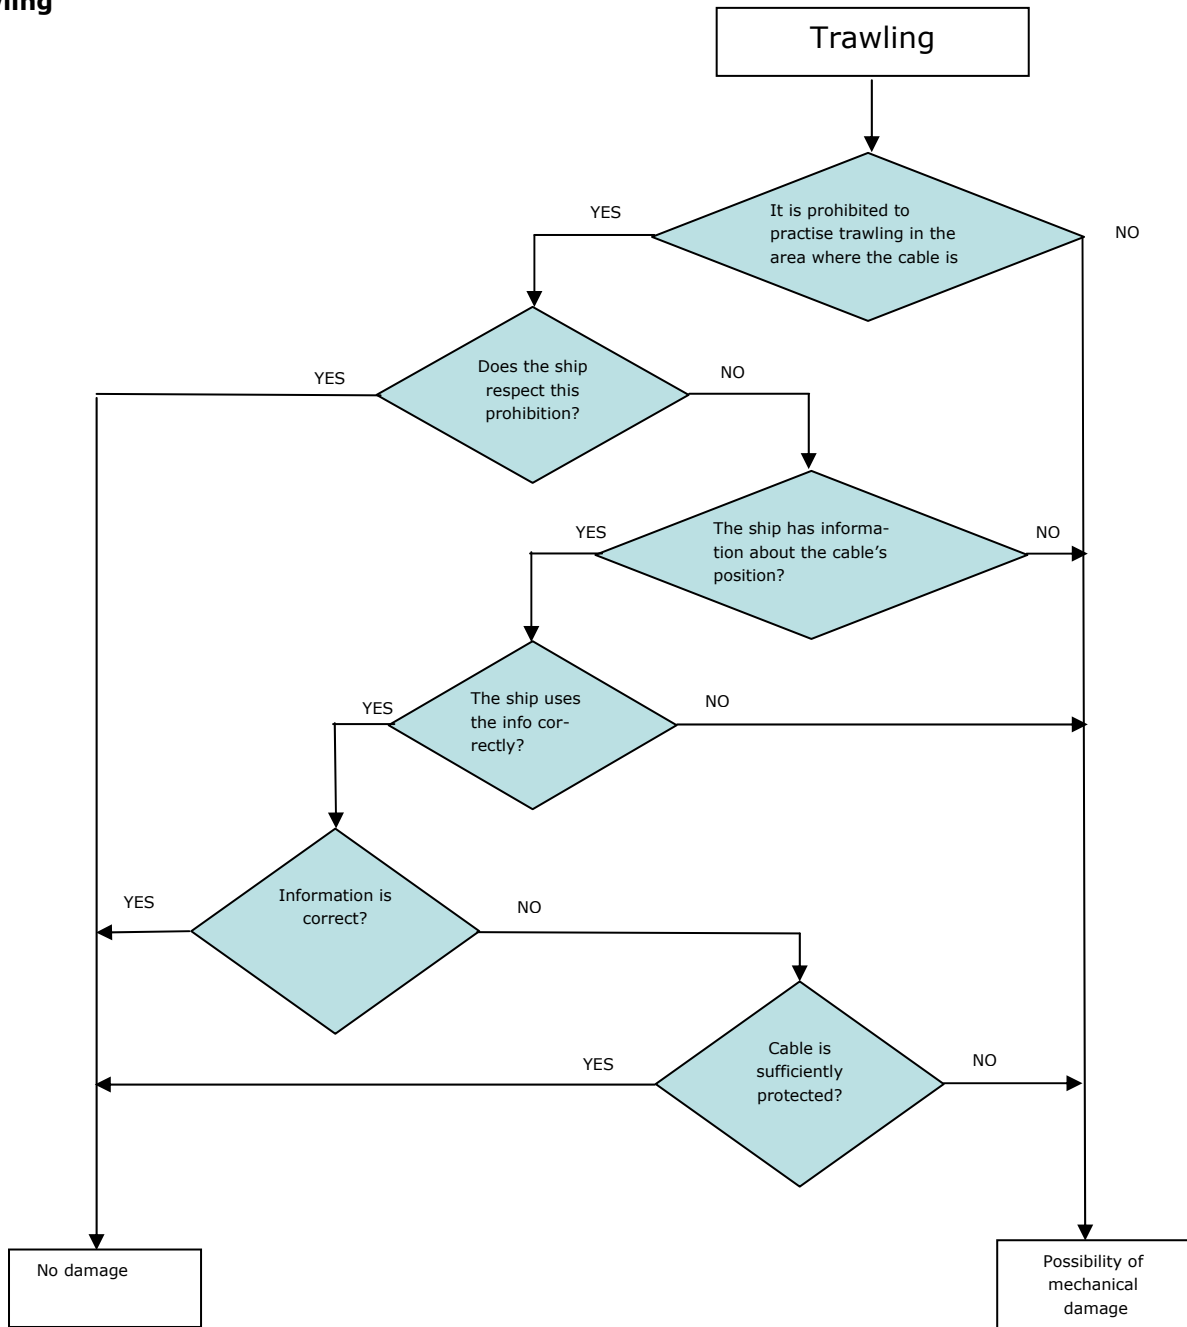 Trawling
It is prohibited to
practise trawling in the
area where the cable is
YES
NO
Does the ship
respect this
prohibition?
YES
NO
The ship has informa-
tion about the cable's
position?
YES
NO
The ship uses
the info cor-
rectly?
YES
NO
Information is
correct?
YES
NO
Cable is
sufficiently
protected?
YES
NO
No damage
Possibility of
mechanical
damage